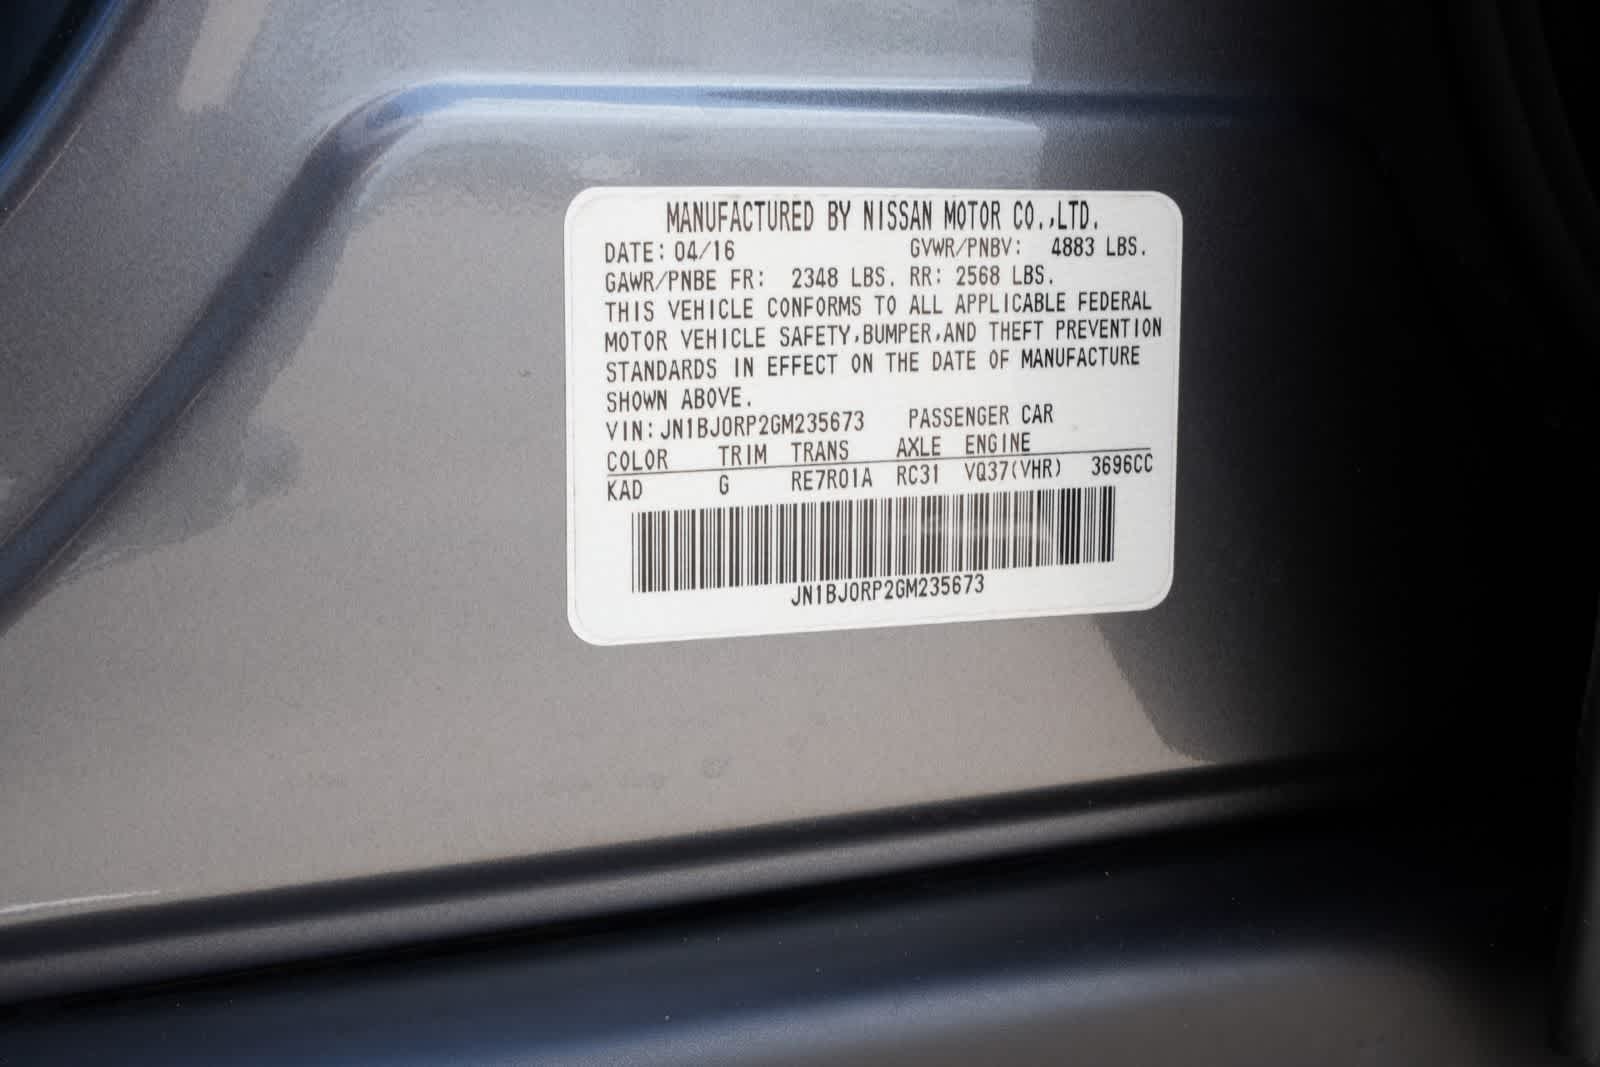 MANUFACTURED BY NISSAN MOTOR CO.,LTD.
DATE: 04/16 GVWR/PNBV: 4883 LBS.
GAWR/PNBE FR: 2348 LBS. RR: 2568 LBS.
THIS VEHICLE CONFORMS TO ALL APPLICABLE FEDERAL
MOTOR VEHICLE SAFETY,BUMPER,AND THEFT PREVENTION
STANDARDS IN EFFECT ON THE DATE OF MANUFACTURE
SHOWN ABOVE.
VIN:JN1BJ0RP2GM235673 PASSENGER CAR
COLOR TRIM TRANS AXLE ENGINE
KAD G RE7R01A RC31 VQ37(VHR) 3696CC
JN1BJ0RP2GM235673